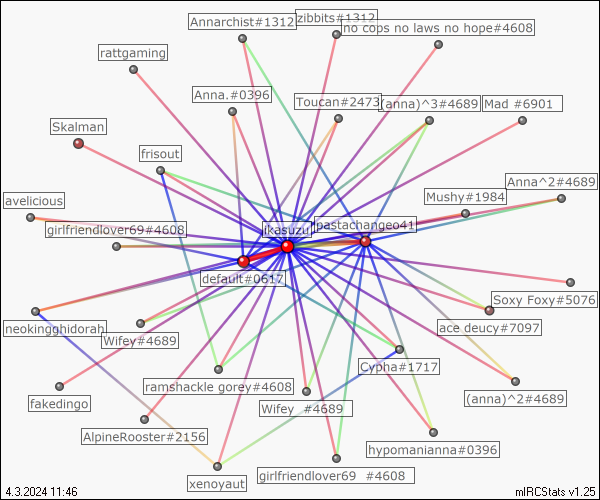 Annarchist#1312
zibbits#1312
no cops no laws no hope#4608
rattgaming
Anna.#0396
Toucan#2473
(anna)^3#4689
Mad #6901
Skalman
frisout
Anna^2#4689
Mushy#1984
avelicious
girlfriendlover69#4608
ikasuzu
pastachangeo41
default#0617
Soxy Foxy#5076
neokingghidorah
Wifey#4689
ace deucy#7097
Cypha#1717
ramshackle gorey#4608
fakedingo
Wifey #4689
(anna)^2#4689
AlpineRooster#2156
hypomanianna#0396
xenoyaut
girlfriendlover69 #4608
4.3.2024 11:46
mIRCStats v1.25